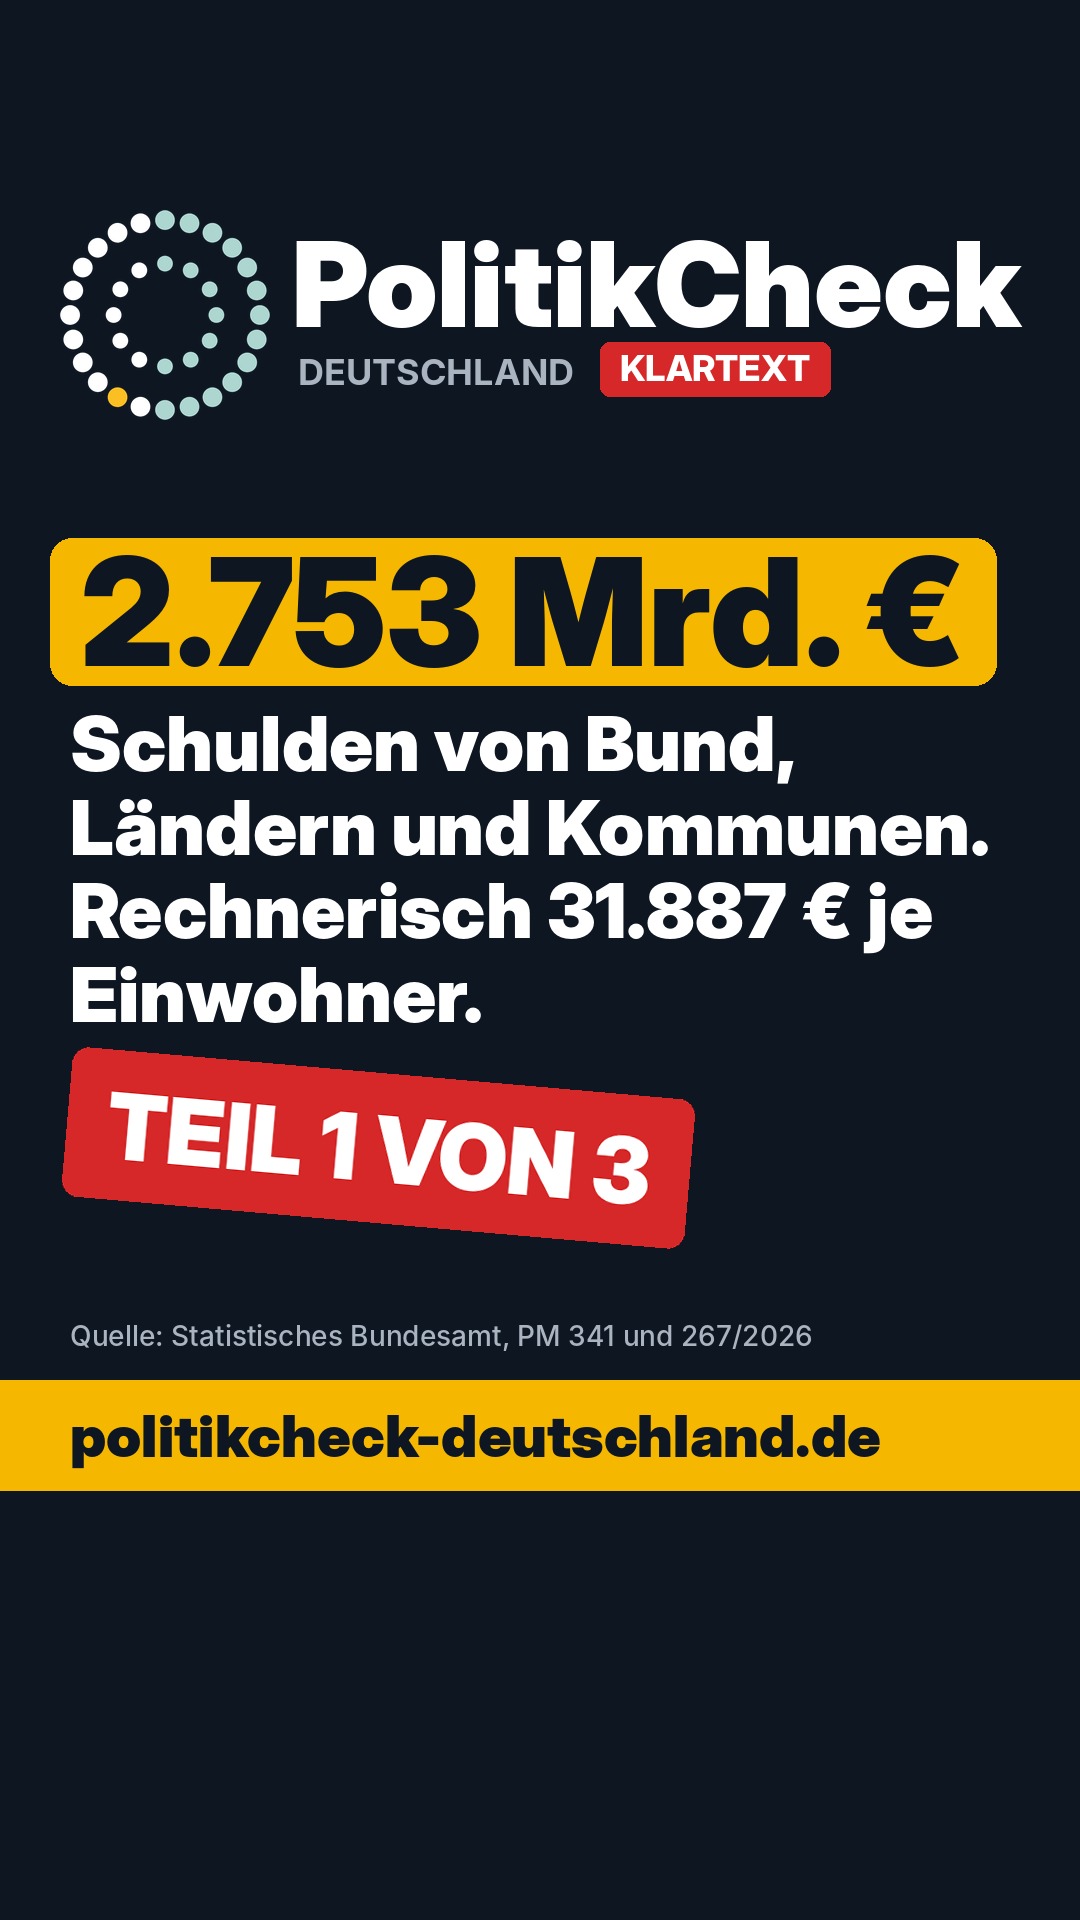 PolitikCheck
DEUTSCHLAND KLARTEXT
2.753 Mrd. €
Schulden von Bund,
Ländern und Kommunen.
Rechnerisch 31.887 € je
Einwohner.
TEIL 1 VON 3
Quelle: Statistisches Bundesamt, PM 341 und 267/2026
politikcheck-deutschland.de